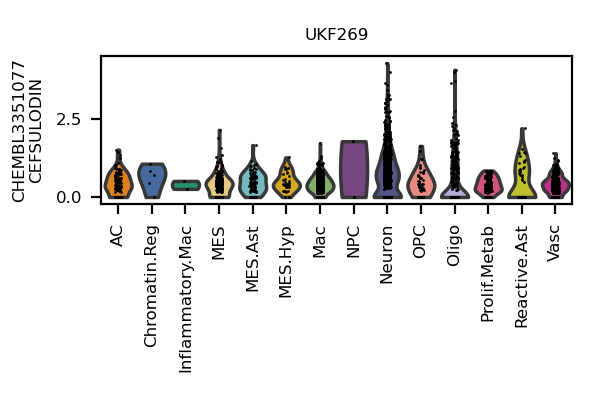 UKF269
CHEMBL3351077
CEFSULODIN
2.5
0.0
AC
Chromatin.Reg
Inflammatory.Mac
MES
MES.Ast
MES.Hyp
Mac
NPC
Neuron
OPC
Oligo
Prolif.Metab
Reactive.Ast
Vasc